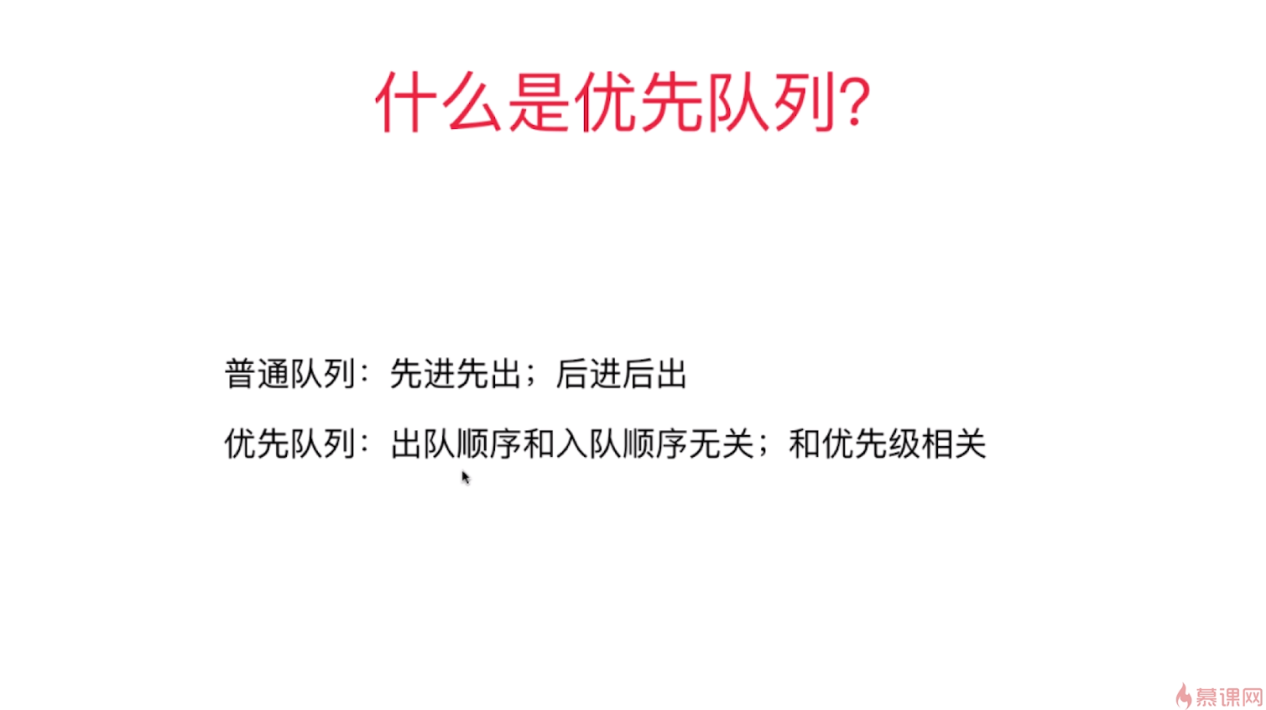 什么是优先队列?
普通队列：先进先出；后进后出
优先队列：出队顺序和入队顺序无关；和优先级相关
慕课网